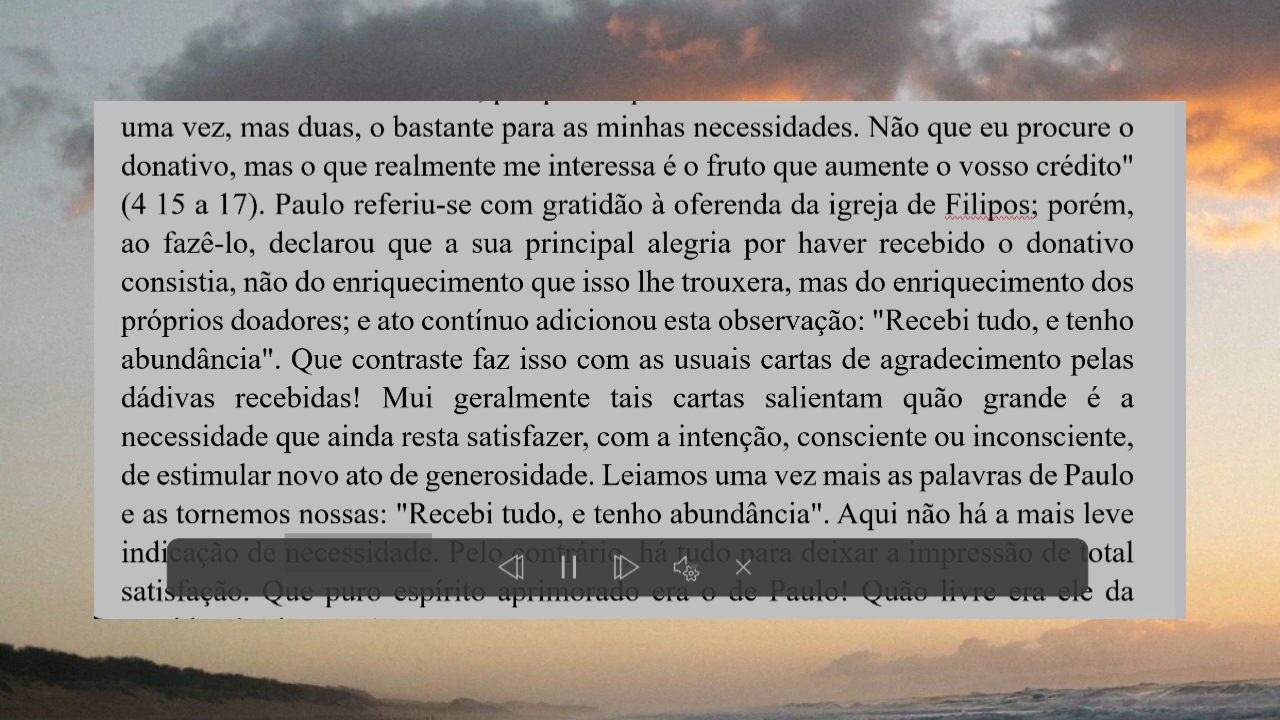 uma vez, mas duas, o bastante para as minhas necessidades. Não que eu procure o
donativo, mas o que realmente me interessa é o fruto que aumente o vosso crédito"
(4 15 a 17). Paulo referiu-se com gratidão à oferenda da igreja de Filipos; porém,
ao fazê-lo, declarou que a sua principal alegria por haver recebido o donativo
consistia, não do enriquecimento que isso lhe trouxera, mas do enriquecimento dos
próprios doadores; e ato contínuo adicionou esta observação: "Recebi tudo, e tenho
abundância". Que contraste faz isso com as usuais cartas de agradecimento pelas
dádivas recebidas! Mui geralmente tais cartas salientam quão grande é a
necessidade que ainda resta satisfazer, com a intenção, consciente ou inconsciente,
de estimular novo ato de generosidade. Leiamos uma vez mais as palavras de Paulo
e as tornemos nossas: "Recebi tudo, e tenho abundância". Aqui não há a mais leve
indicação de necessidade. Pelo contrário, há tudo para deixar a impressão de total
satisfação. Que puro espírito aprimorado era o de Paulo! Quão livre era ele da